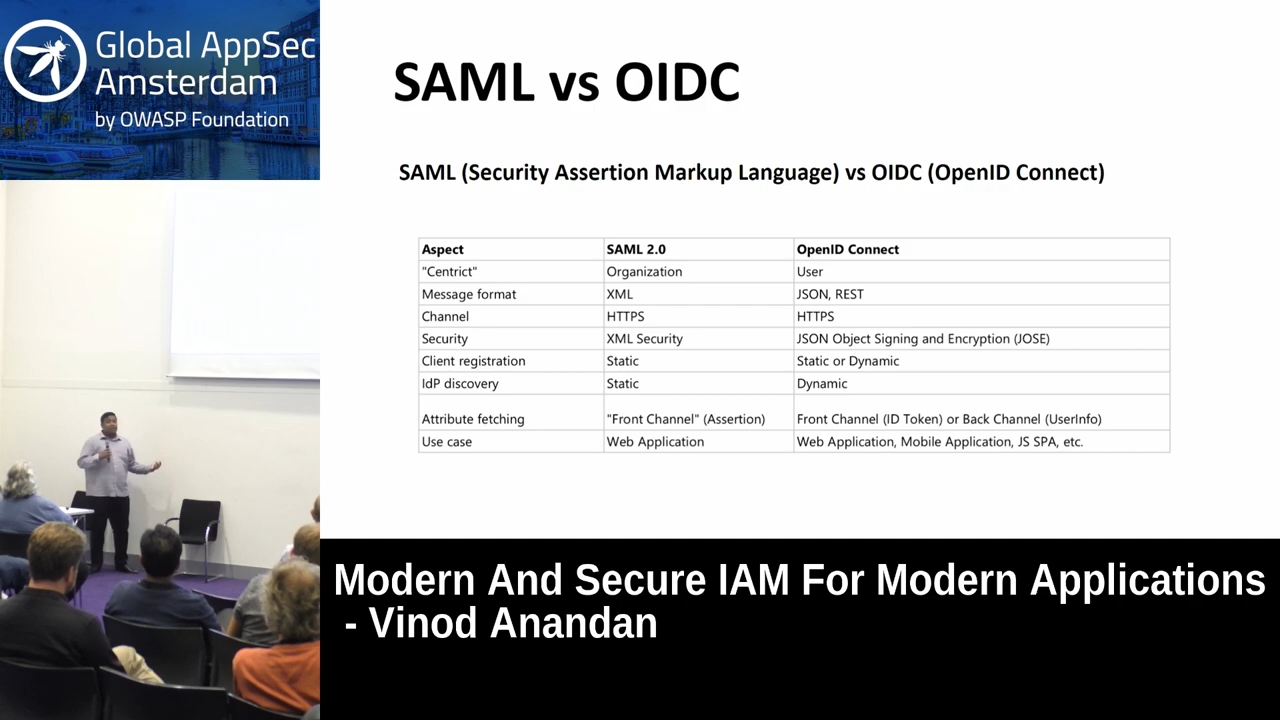 Global AppSec
Amsterdam
by OWASP Foundation
SAML vs OIDC
SAML (Security Assertion Markup Language) vs OIDC (OpenID Connect)
Aspect SAML 2.0 OpenID Connect
"Centric" Organization User
Message format XML JSON, REST
Channel HTTPS HTTPS
Security XML Security JSON Object Signing and Encryption (JOSE)
Client registration Static Static or Dynamic
IdP discovery Static Dynamic
Attribute fetching "Front Channel" (Assertion) Front Channel (ID Token) or Back Channel (UserInfo)
Use case Web Application Web Application, Mobile Application, JS SPA, etc.
Modern And Secure IAM For Modern Applications
- Vinod Anandan